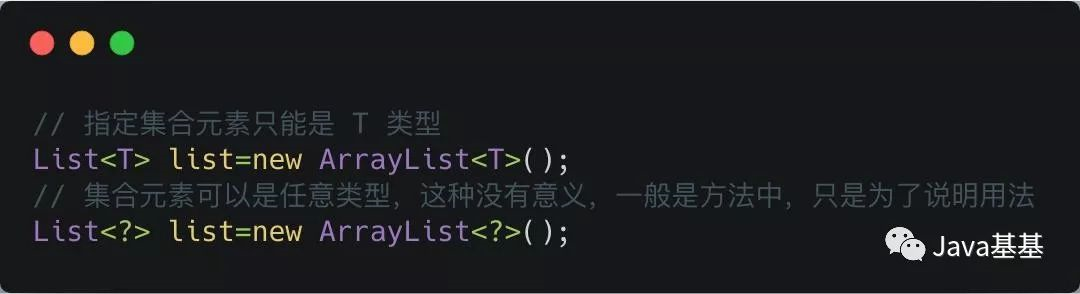 // 指定集合元素只能是 T 类型
List<T> list=new ArrayList<T>();
// 集合元素可以是任意类型，这种没有意义，一般是方法中，只是为了说明用法
List<?> list=new ArrayList<?>();
Java基基